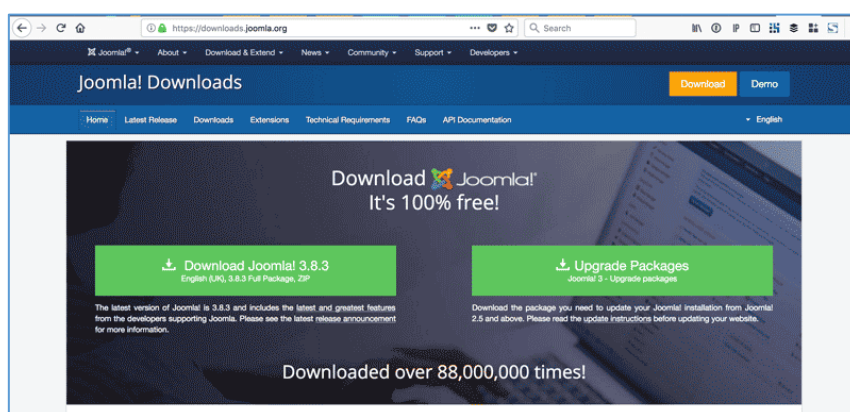 https://downloads.joomla.org
Search
Joomla!® About Download & Extend News Community Support Developers
Joomla! Downloads
Download Demo
Home Latest Release Downloads Extensions Technical Requirements FAQs API Documentation English
Download Joomla!®
It's 100% free!
Download Joomla! 3.8.3
English (UK), 3.8.3 Full Package, ZIP
The latest version of Joomla! is 3.8.3 and includes the latest and greatest features
from the developers supporting Joomla. Please see the latest release announcement
for more information.
Upgrade Packages
Joomla! 3 - Upgrade packages
Download the package you need to update your Joomla! installation from Joomla!
2.5 and above. Please read the update instructions before updating your website.
Downloaded over 88,000,000 times!